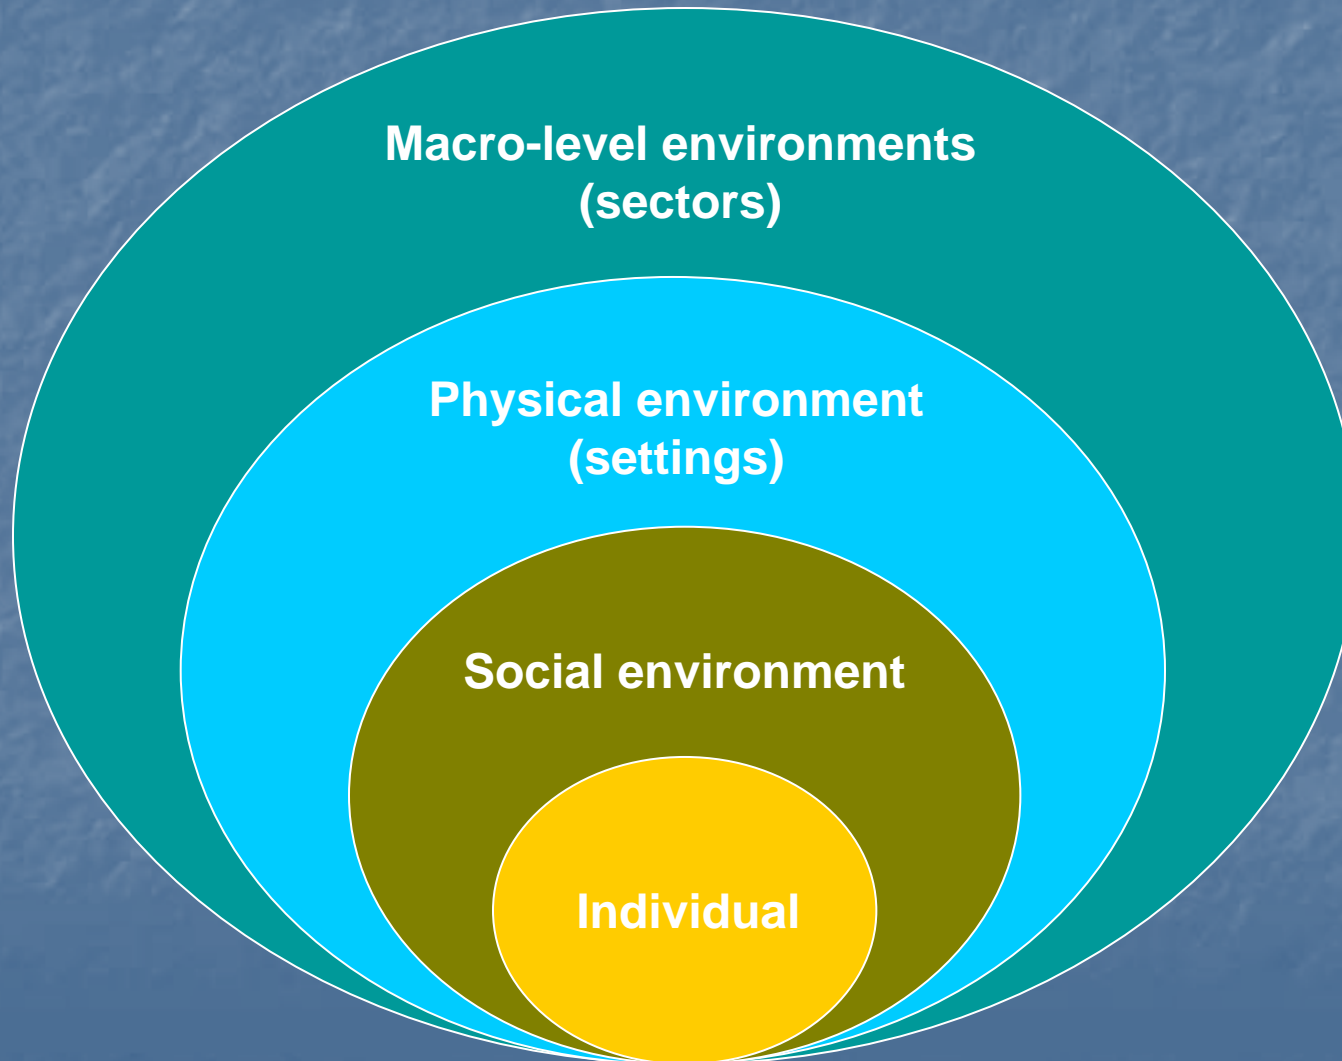 Macro-level environments
(sectors)
Physical environment
(settings)
Social environment
Individual